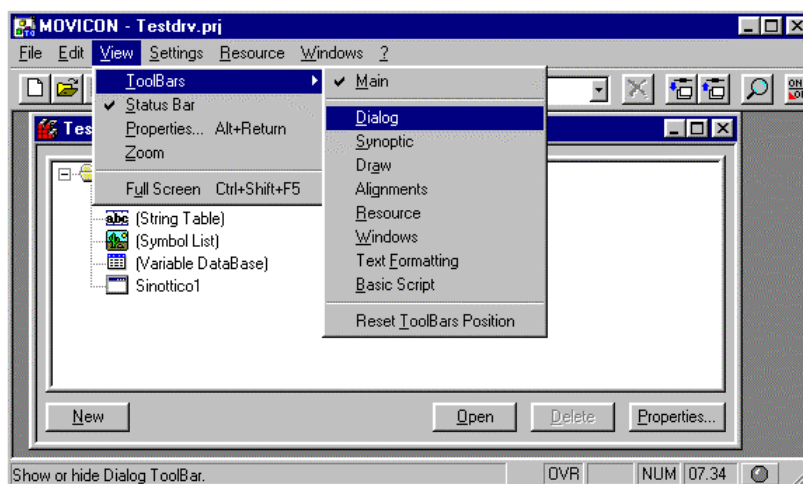 MOVICON - Testdrv.prj
File Edit View Settings Resource Windows ?
ToolBars
Status Bar
Properties... Alt+Return
Zoom
Full Screen Ctrl+Shift+F5
Main
Dialog
Synoptic
Draw
Alignments
Resource
Windows
Text Formatting
Basic Script
Reset ToolBars Position
Tes
(String Table)
(Symbol List)
(Variable DataBase)
Sinottico1
New Open Delete Properties...
Show or hide Dialog ToolBar. OVR NUM 07.34